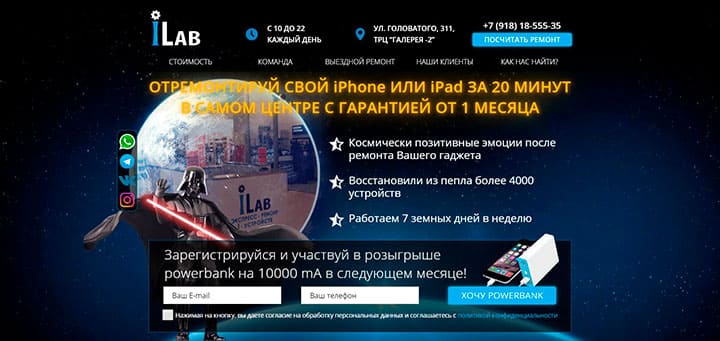 iLAB
С 10 ДО 22
КАЖДЫЙ ДЕНЬ
УЛ. ГОЛОВАТОГО, 311,
ТРЦ "ГАЛЕРЕЯ -2"
+7 (918) 18-555-35
ПОСЧИТАТЬ РЕМОНТ
СТОИМОСТЬ
КОМАНДА
ВЫЕЗДНОЙ РЕМОНТ
НАШИ КЛИЕНТЫ
КАК НАС НАЙТИ?
ОТРЕМОНТИРУЙ СВОЙ iPhone ИЛИ iPad ЗА 20 МИНУТ
В САМОМ ЦЕНТРЕ С ГАРАНТИЕЙ ОТ 1 МЕСЯЦА
Космически позитивные эмоции после
ремонта Вашего гаджета
Восстановили из пепла более 4000
устройств
Работаем 7 земных дней в неделю
iLAB
ЭКСПРЕСС - РЕМОНТ
УСТРОЙСТВ
Зарегистрируйся и участвуй в розыгрыше
powerbank на 10000 mA в следующем месяце!
Ваш E-mail
Ваш телефон
ХОЧУ POWERBANK
Нажимая на кнопку, вы даете согласие на обработку персональных данных и соглашаетесь с политикой конфиденциальности